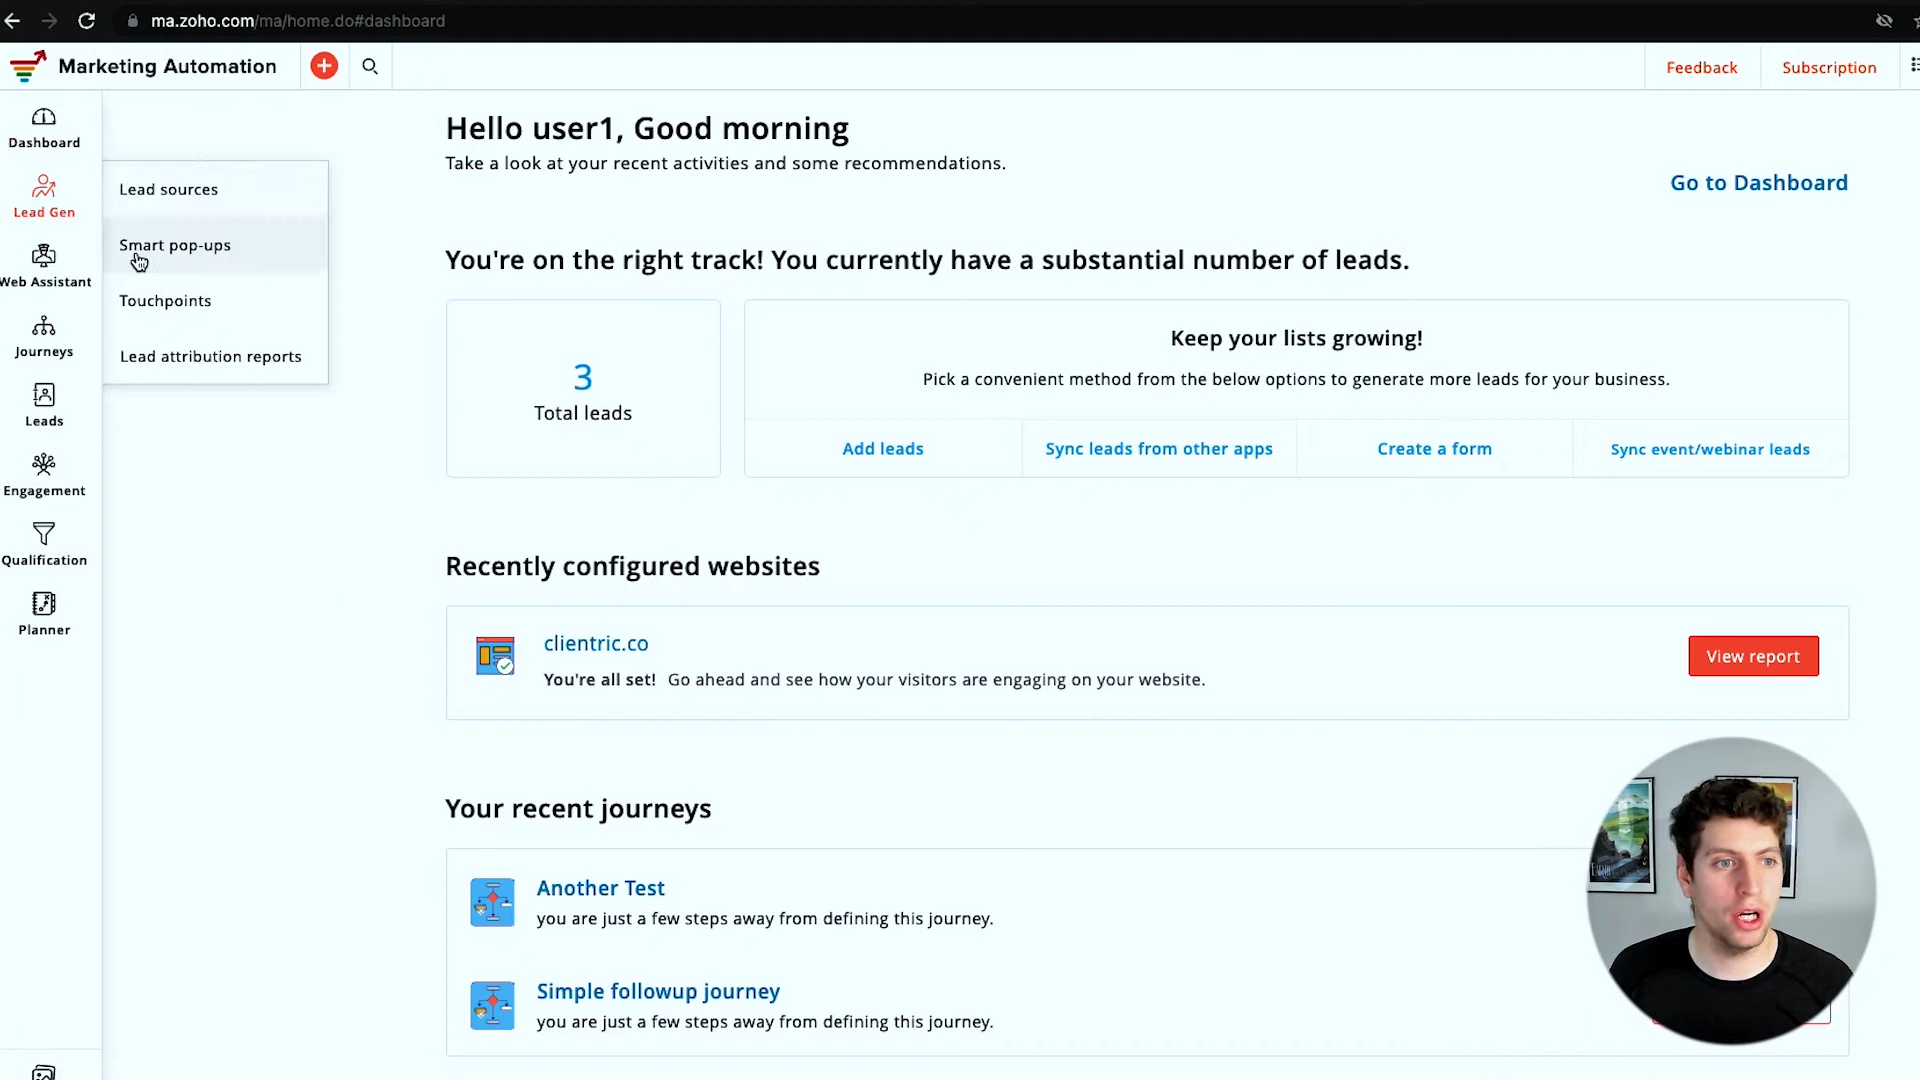 ma.zoho.com/ma/home.do#dashboard
Marketing Automation
Feedback
Subscription
Dashboard
Lead Gen
Web Assistant
Journeys
Leads
Engagement
Qualification
Planner
Lead sources
Smart pop-ups
Touchpoints
Lead attribution reports
Hello user1, Good morning
Take a look at your recent activities and some recommendations.
Go to Dashboard
You're on the right track! You currently have a substantial number of leads.
3
Total leads
Keep your lists growing!
Pick a convenient method from the below options to generate more leads for your business.
Add leads
Sync leads from other apps
Create a form
Sync event/webinar leads
Recently configured websites
clientric.co
You're all set! Go ahead and see how your visitors are engaging on your website.
View report
Your recent journeys
Another Test
you are just a few steps away from defining this journey.
Simple followup journey
you are just a few steps away from defining this journey.